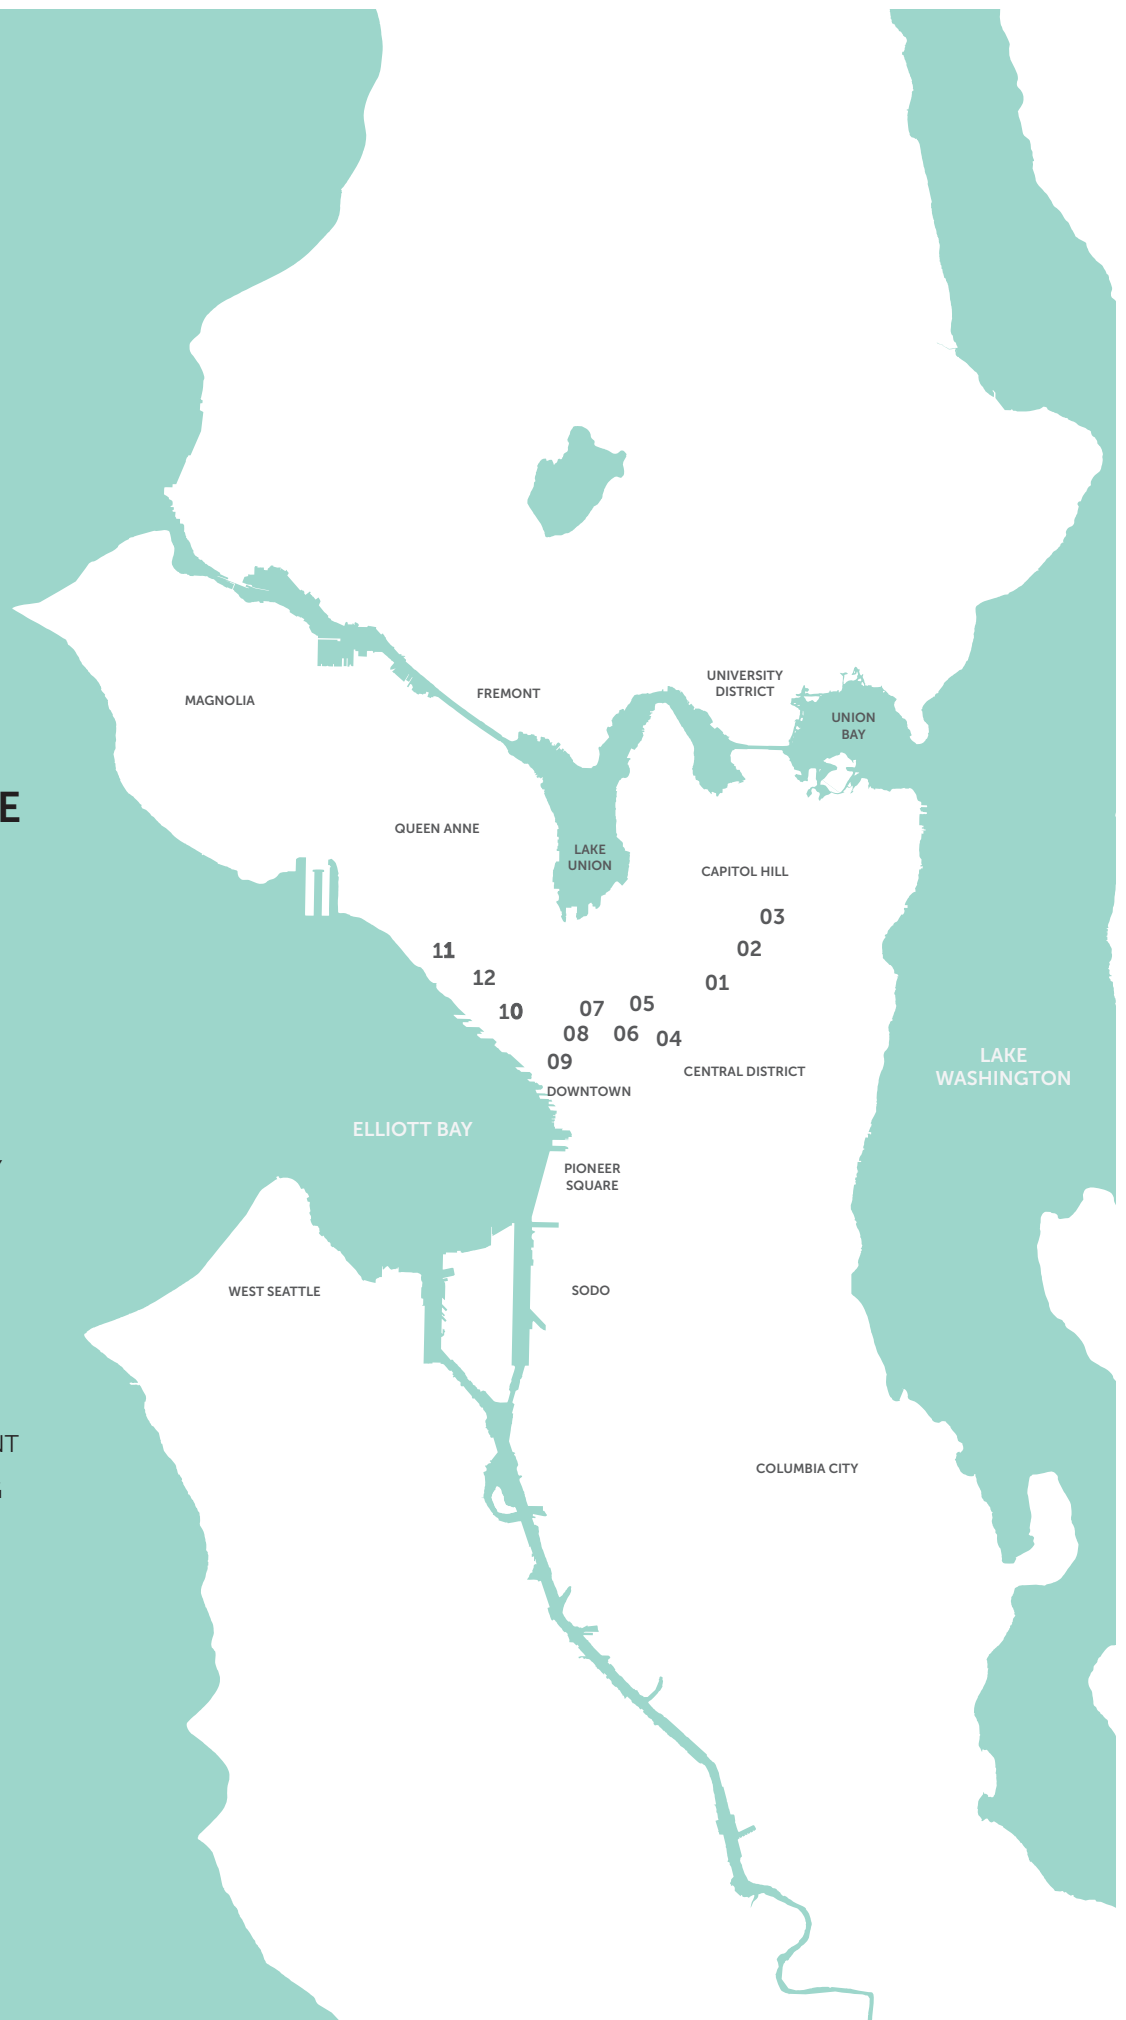 UNIVERSITY
DISTRICT
FREMONT
MAGNOLIA
UNION
BAY
E
QUEEN ANNE
LAKE
UNION
CAPITOL HILL
03
11
02
12
01
10
07
05
08
06
04
09
LAKE
WASHINGTON
CENTRAL DISTRICT
DOWNTOWN
ELLIOTT BAY
PIONEER
SQUARE
WEST SEATTLE
SODO
NT
COLUMBIA CITY